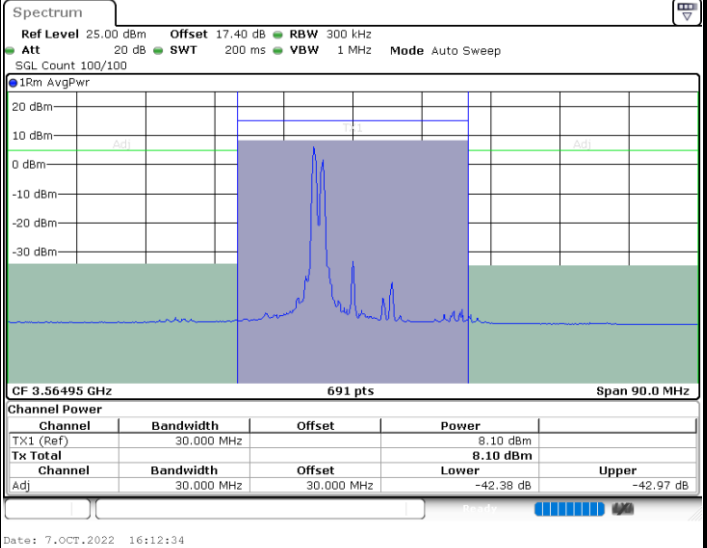 Spectrum
Ref Level 25.00 dBm Offset 17.40 dB RBW 300 kHz
Att 20 dB SWT 200 ms VBW 1 MHz Mode Auto Sweep
SGL Count 100/100
1Rm AvgPwr
20 dBm
TX1
10 dBm
Adj Adj
0 dBm
-10 dBm
-20 dBm
-30 dBm
CF 3.56495 GHz 691 pts Span 90.0 MHz
Channel Power
Channel Bandwidth Offset Power
TX1 (Ref) 30.000 MHz 8.10 dBm
Tx Total 8.10 dBm
Channel Bandwidth Offset Lower Upper
Adj 30.000 MHz 30.000 MHz -42.38 dB -42.97 dB
Ready
Date: 7.OCT.2022 16:12:34